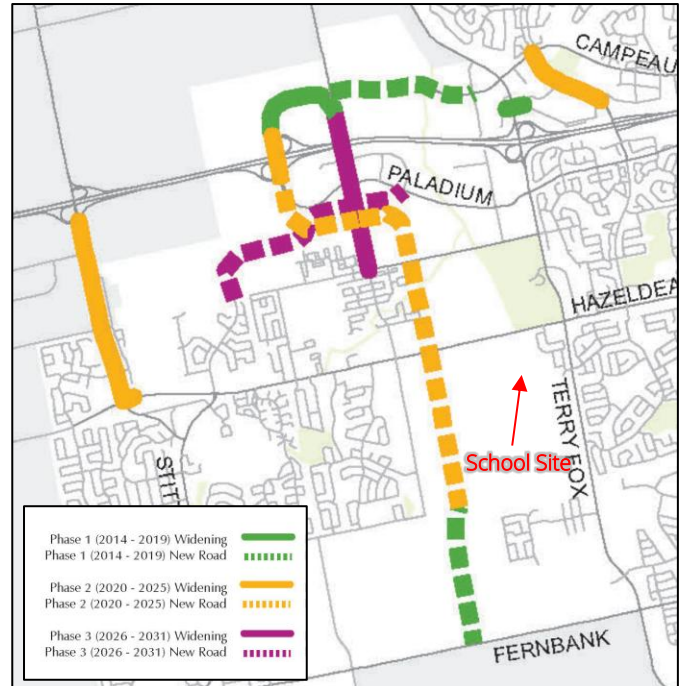 CAMPEAU
PALADIUM
HAZELDEA
TERRY FOX
School Site
STITT
Phase 1 (2014 - 2019) Widening
Phase 1 (2014 - 2019) New Road
Phase 2 (2020 - 2025) Widening
Phase 2 (2020 - 2025) New Road
Phase 3 (2026 - 2031) Widening
Phase 3 (2026 - 2031) New Road
FERNBANK